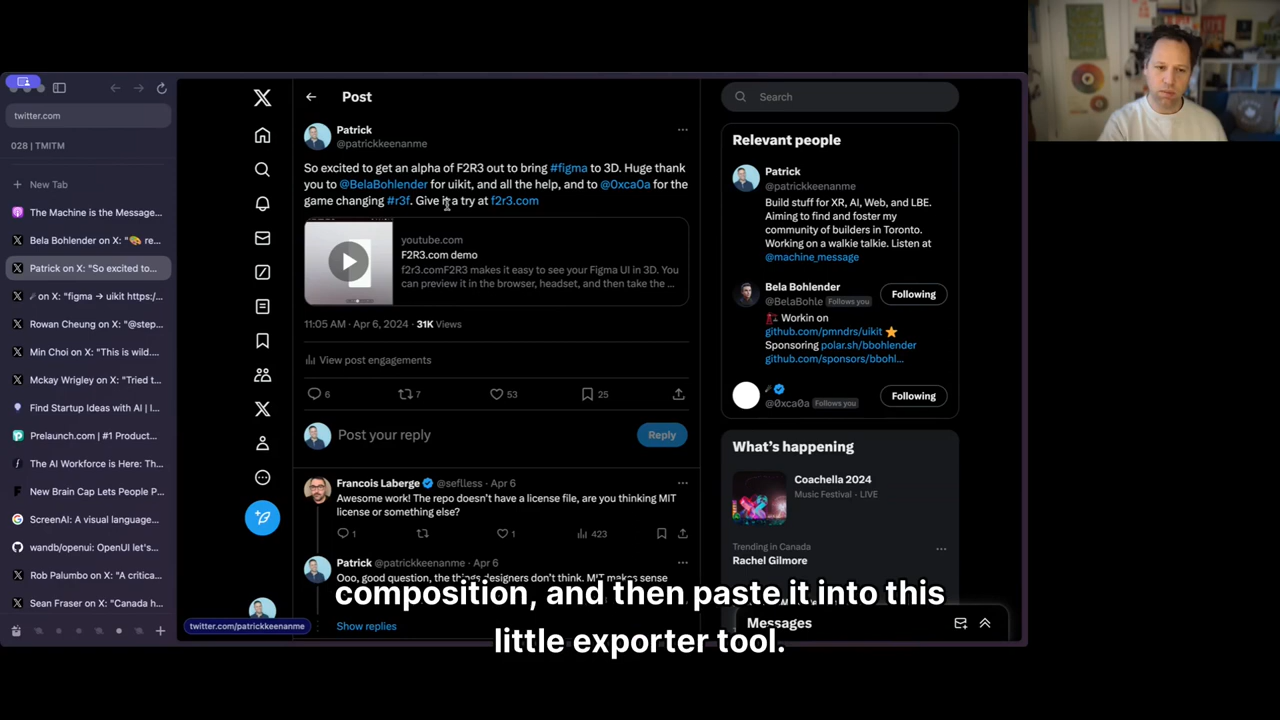 twitter.com
028 | TMITM
New Tab
The Machine is the Message...
Bela Bohlender on X: "🎨 re...
Patrick on X: "So excited to...
on X: "figma → uikit https:/...
Rowan Cheung on X: "@step...
Min Choi on X: "This is wild....
Mckay Wrigley on X: "Tried t...
Find Startup Ideas with AI | I...
Prelaunch.com | #1 Product...
The AI Workforce is Here: Th...
New Brain Cap Lets People P...
ScreenAI: A visual language...
wandb/openui: OpenUI let's...
Rob Palumbo on X: "A critica...
Sean Fraser on X: "Canada h...
Post
Patrick
@patrickkeenanme
So excited to get an alpha of F2R3 out to bring #figma to 3D. Huge thank
you to @BelaBohlender for uikit, and all the help, and to @0xca0a for the
game changing #r3f. Give it a try at f2r3.com
youtube.com
F2R3.com demo
f2r3.comF2R3 makes it easy to see your Figma UI in 3D. You
can preview it in the browser, headset, and then take the ...
11:05 AM · Apr 6, 2024 · 31K Views
View post engagements
6 7 53 25
Post your reply
Reply
Francois Laberge @seflless · Apr 6
Awesome work! The repo doesn't have a license file, are you thinking MIT
license or something else?
1 1 423
Patrick @patrickkeenanme · Apr 6
Ooo, good question, the things designers don't think. MIT makes sense
Show replies
twitter.com/patrickkeenanme
Search
Relevant people
Patrick
@patrickkeenanme
Build stuff for XR, AI, Web, and LBE.
Aiming to find and foster my
community of builders in Toronto.
Working on a walkie talkie. Listen at
@machine_message
Bela Bohlender
@BelaBohle Follows you
Following
Workin on
github.com/pmndrs/uikit ⭐
Sponsoring polar.sh/bbohlender
github.com/sponsors/bbohl...
@0xca0a Follows you
Following
What's happening
Coachella 2024
Music Festival · LIVE
Trending in Canada
Rachel Gilmore
Messages
composition, and then paste it into this
little exporter tool.